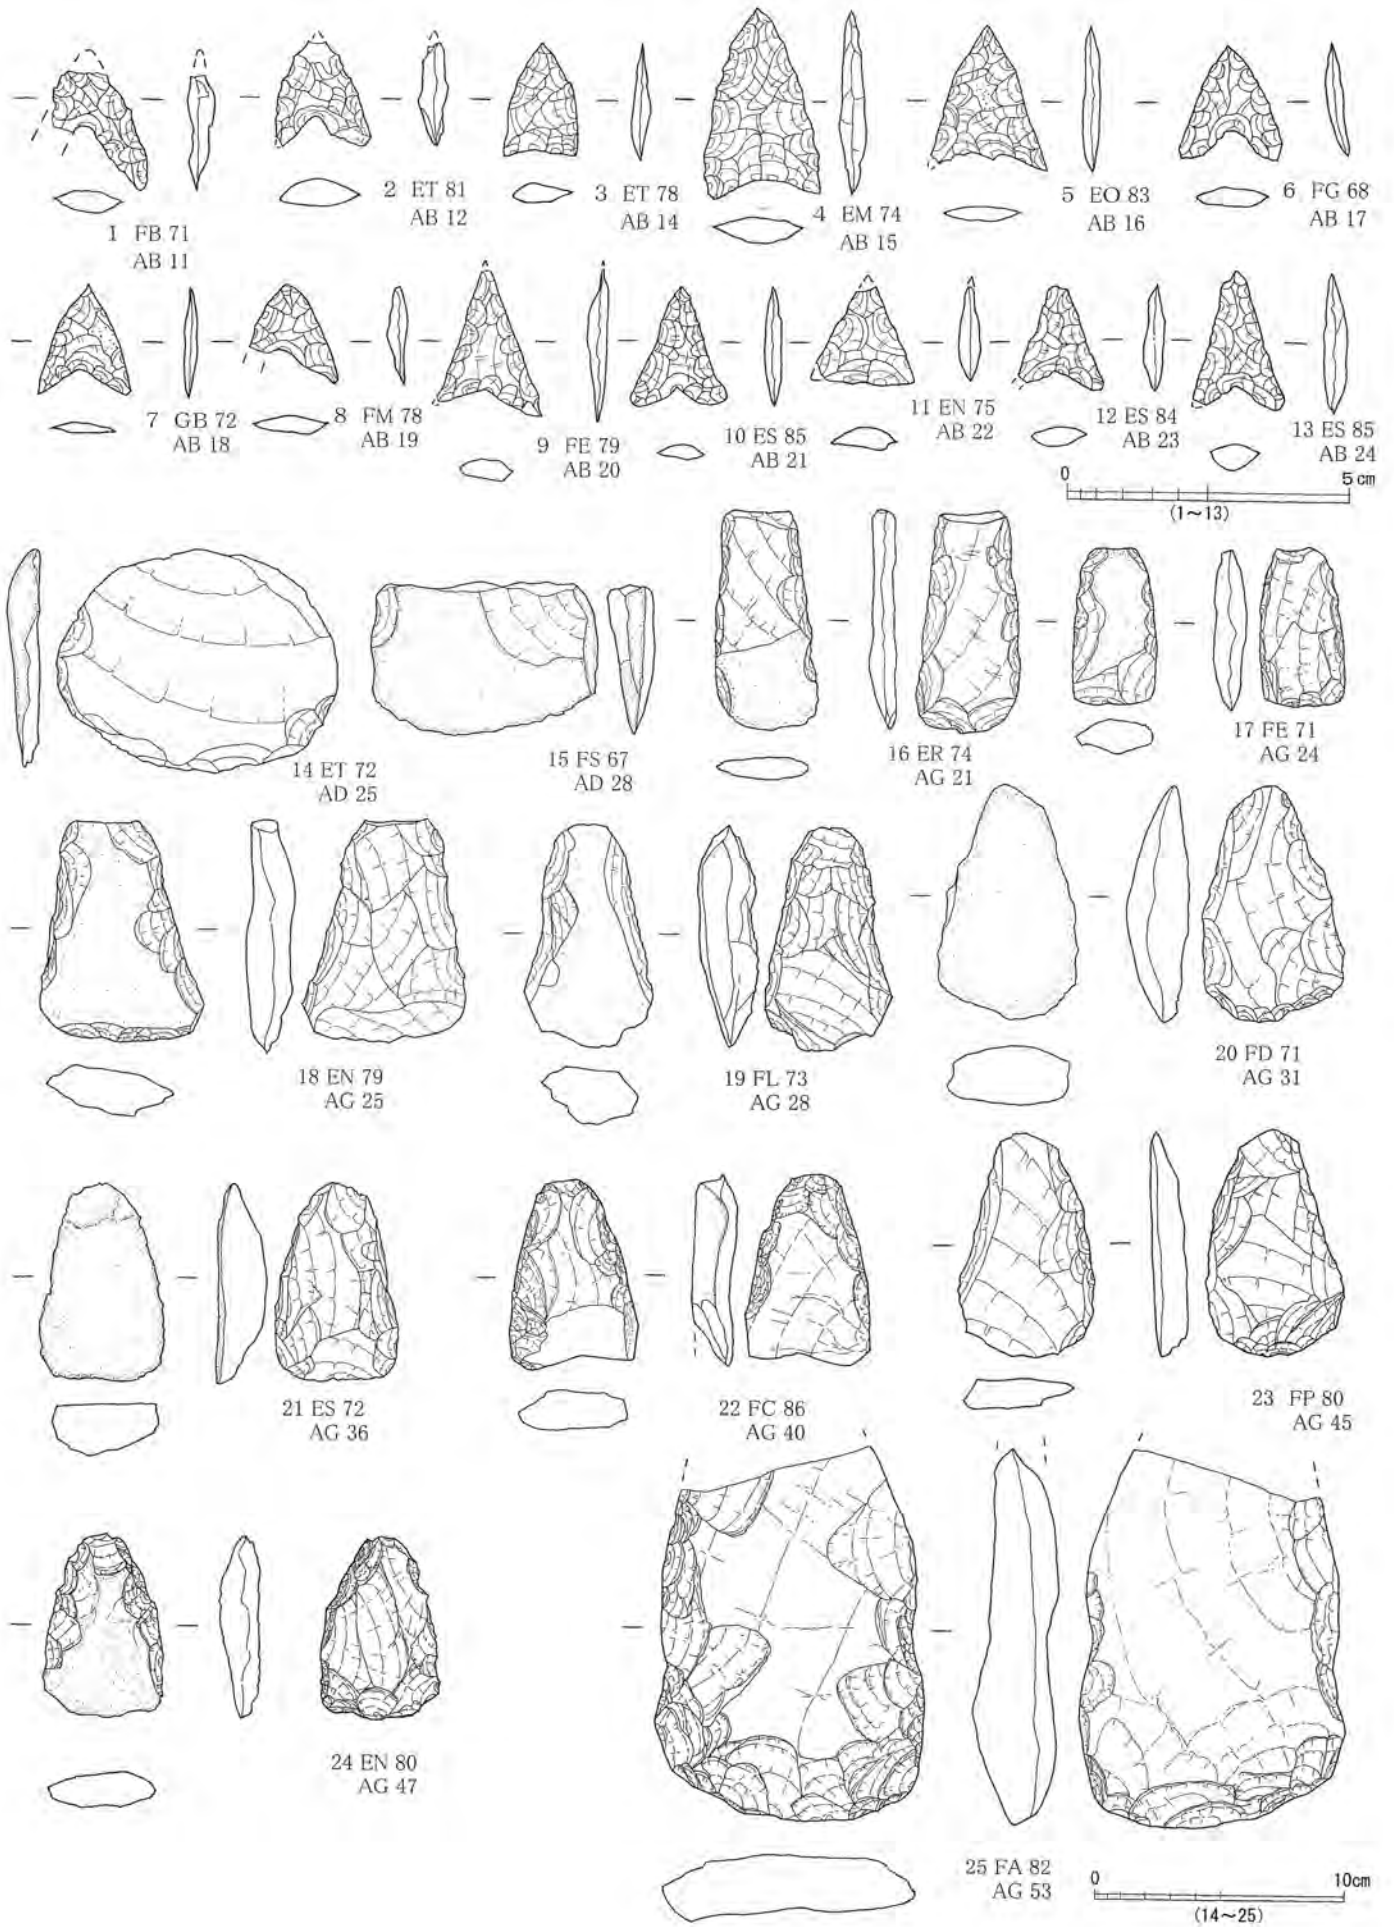 1 FB 71
AB 11
2 ET 81
AB 12
3 ET 78
AB 14
4 EM 74
AB 15
5 EO 83
AB 16
6 FG 68
AB 17
7 GB 72
AB 18
8 FM 78
AB 19
9 FE 79
AB 20
10 ES 85
AB 21
11 EN 75
AB 22
12 ES 84
AB 23
13 ES 85
AB 24
0 5 cm
(1~13)
14 ET 72
AD 25
15 FS 67
AD 28
16 ER 74
AG 21
17 FE 71
AG 24
18 EN 79
AG 25
19 FL 73
AG 28
20 FD 71
AG 31
21 ES 72
AG 36
22 FC 86
AG 40
23 FP 80
AG 45
24 EN 80
AG 47
25 FA 82
AG 53
0 10cm
(14~25)